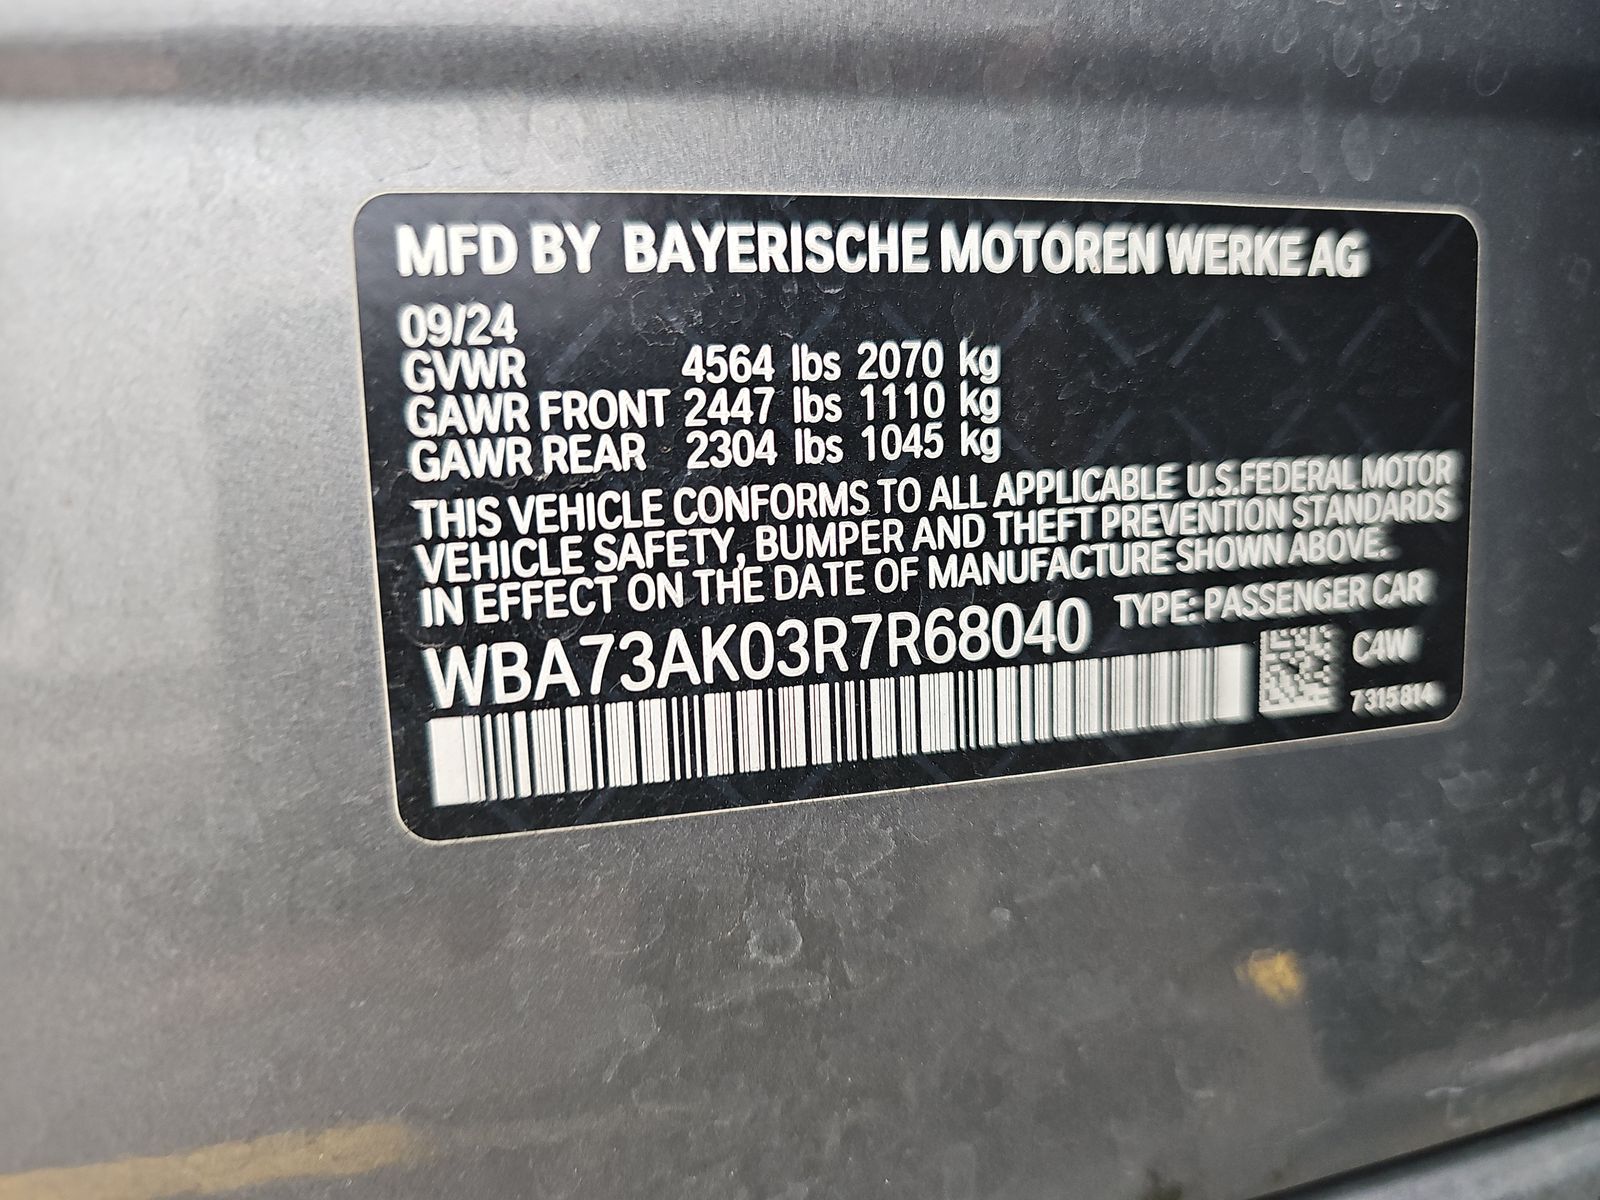 MFD BY BAYERISCHE MOTOREN WERKE AG
09/24
GVWR 4564 lbs 2070 kg
GAWR FRONT 2447 lbs 1110 kg
GAWR REAR 2304 lbs 1045 kg
THIS VEHICLE CONFORMS TO ALL APPLICABLE U.S.FEDERAL MOTOR
VEHICLE SAFETY, BUMPER AND THEFT PREVENTION STANDARDS
IN EFFECT ON THE DATE OF MANUFACTURE SHOWN ABOVE.
WBA73AK03R7R68040 TYPE: PASSENGER CAR
C4W
7315814